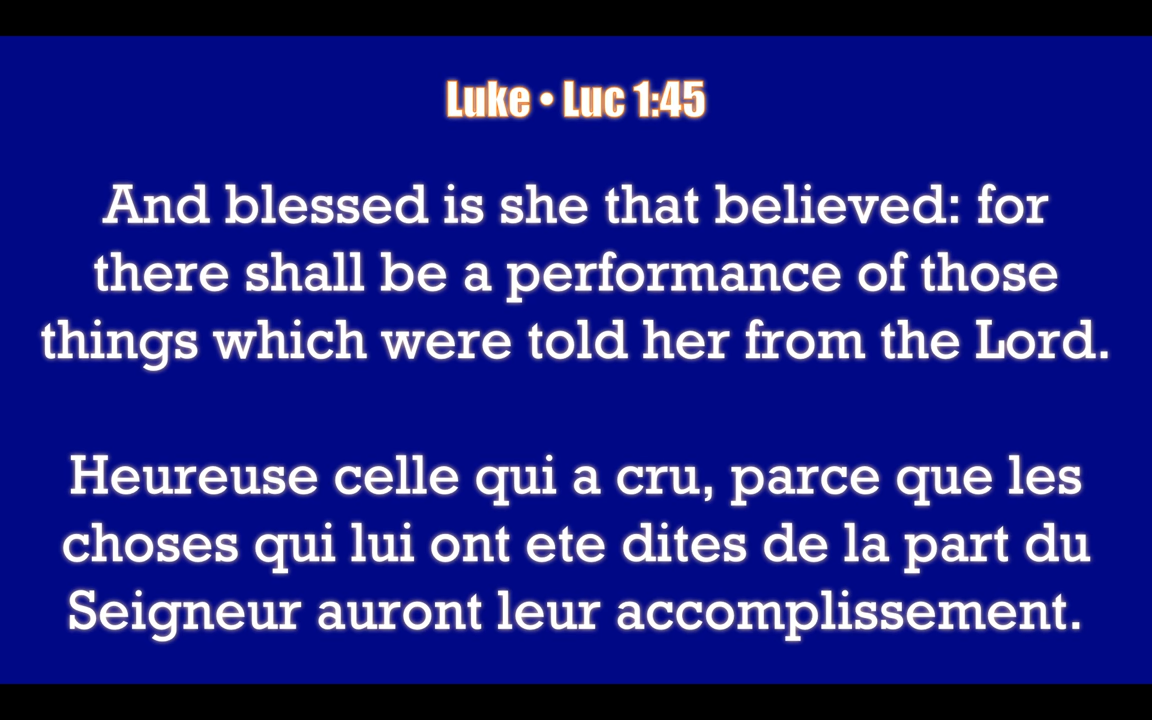 Luke • Luc 1:45
And blessed is she that believed: for
there shall be a performance of those
things which were told her from the Lord.
Heureuse celle qui a cru, parce que les
choses qui lui ont ete dites de la part du
Seigneur auront leur accomplissement.